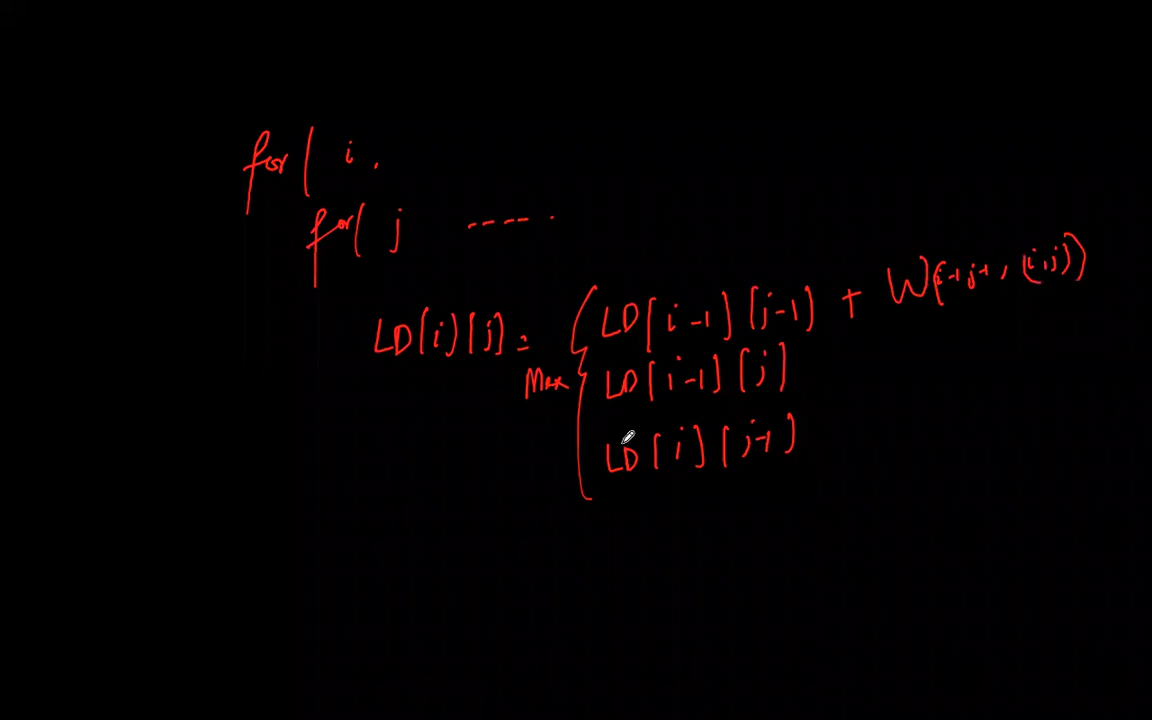 for( i .
for( j ---- .
LD[i][j] = Max { LD[i-1][j-1] + W(i-1 j-1, (i,j))
LD[i-1][j]
LD[i][j-1]